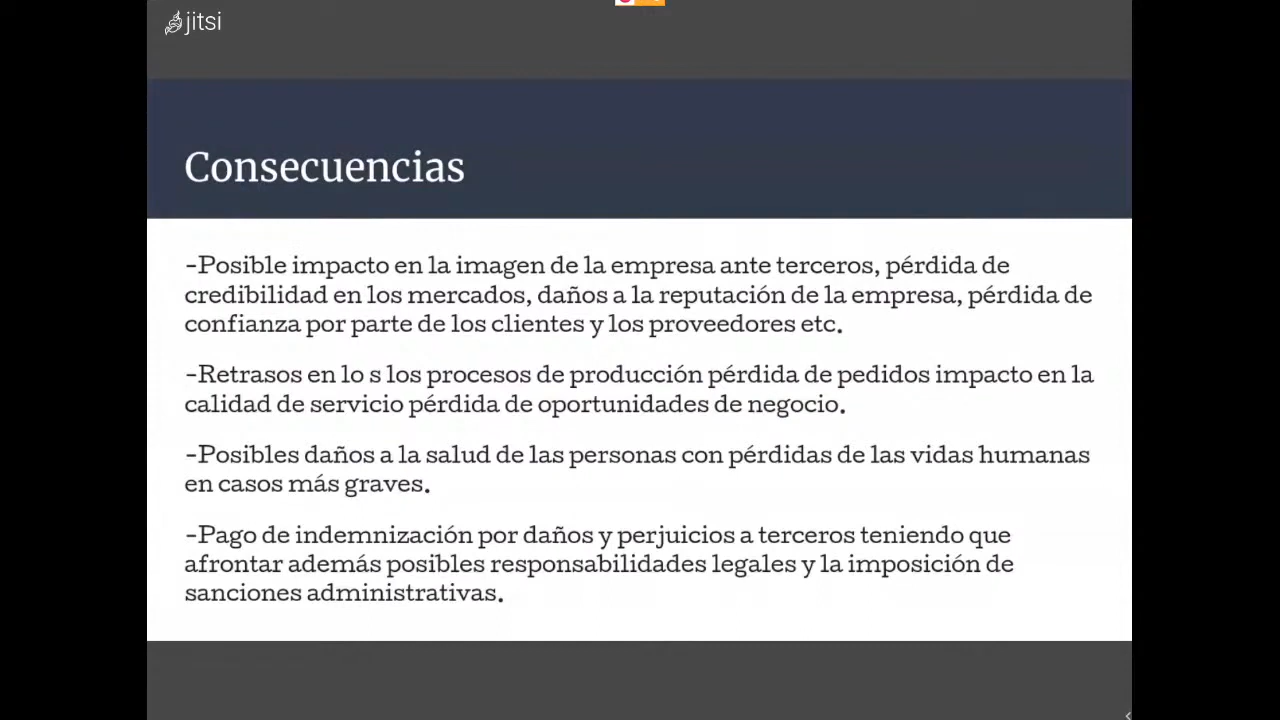 jitsi
Consecuencias
-Posible impacto en la imagen de la empresa ante terceros, pérdida de
credibilidad en los mercados, daños a la reputación de la empresa, pérdida de
confianza por parte de los clientes y los proveedores etc.
-Retrasos en lo s los procesos de producción pérdida de pedidos impacto en la
calidad de servicio pérdida de oportunidades de negocio.
-Posibles daños a la salud de las personas con pérdidas de las vidas humanas
en casos más graves.
-Pago de indemnización por daños y perjuicios a terceros teniendo que
afrontar además posibles responsabilidades legales y la imposición de
sanciones administrativas.